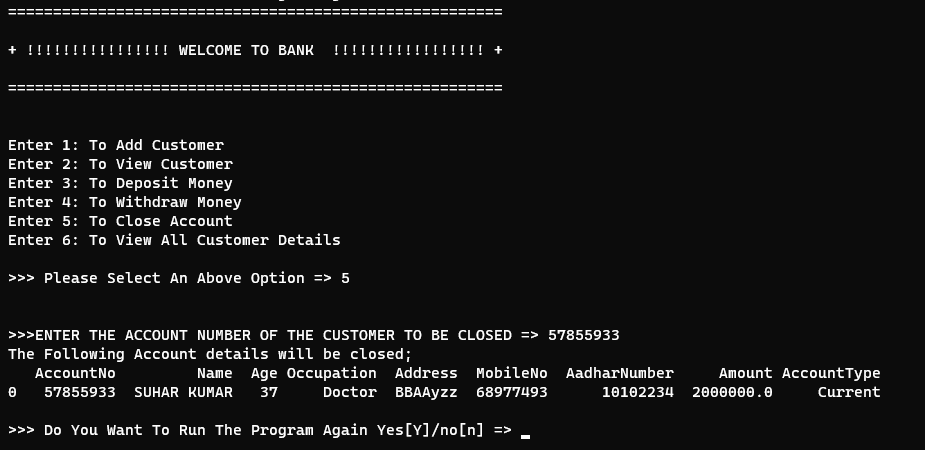 ======================================================
+ !!!!!!!!!!!!!!!! WELCOME TO BANK  !!!!!!!!!!!!!!!!! +
======================================================
Enter 1: To Add Customer
Enter 2: To View Customer
Enter 3: To Deposit Money
Enter 4: To Withdraw Money
Enter 5: To Close Account
Enter 6: To View All Customer Details
>>> Please Select An Above Option => 5
>>>ENTER THE ACCOUNT NUMBER OF THE CUSTOMER TO BE CLOSED => 57855933
The Following Account details will be closed;
   AccountNo         Name  Age Occupation  Address  MobileNo  AadharNumber     Amount AccountType
0   57855933  SUHAR KUMAR   37     Doctor  BBAAyzz  68977493      10102234  2000000.0     Current
>>> Do You Want To Run The Program Again Yes[Y]/no[n] => _